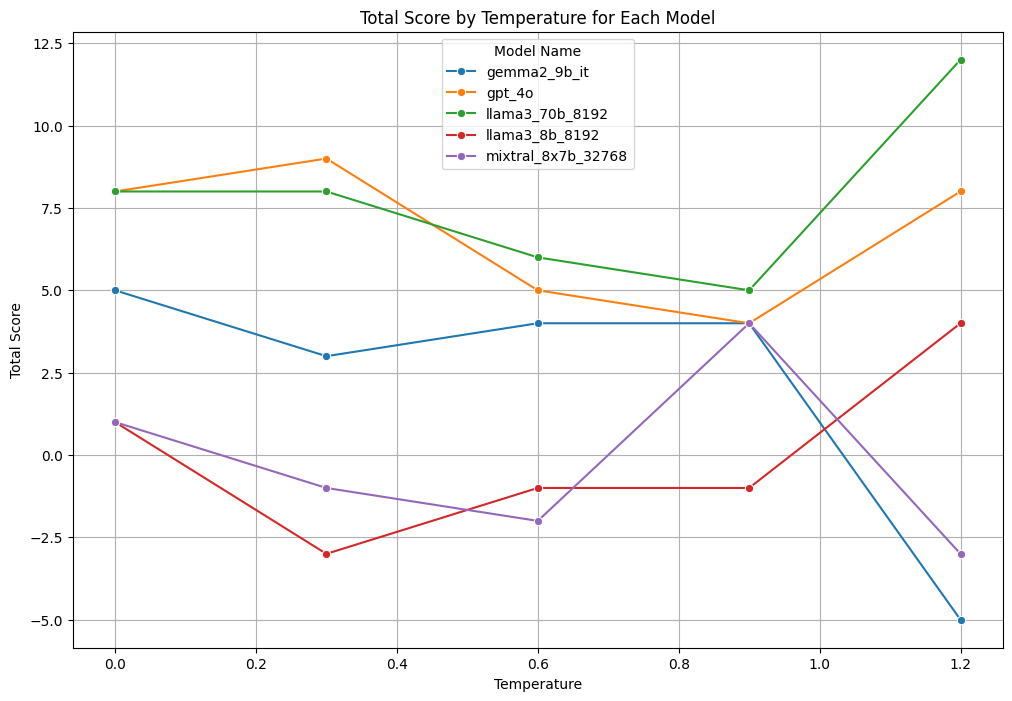 Total Score by Temperature for Each Model
Model Name
gemma2_9b_it
gpt_4o
llama3_70b_8192
llama3_8b_8192
mixtral_8x7b_32768
Total Score
12.5
10.0
7.5
5.0
2.5
0.0
−2.5
−5.0
0.0 0.2 0.4 0.6 0.8 1.0 1.2
Temperature